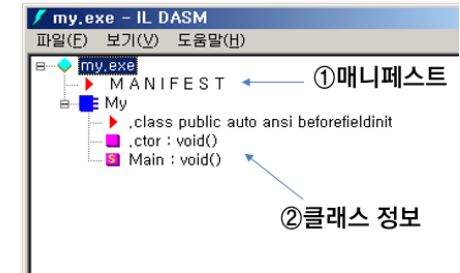 my.exe - IL DASM
파일(F) 보기(V) 도움말(H)
my.exe
MANIFEST
①매니페스트
My
.class public auto ansi beforefieldinit
.ctor : void()
S Main : void()
②클래스 정보